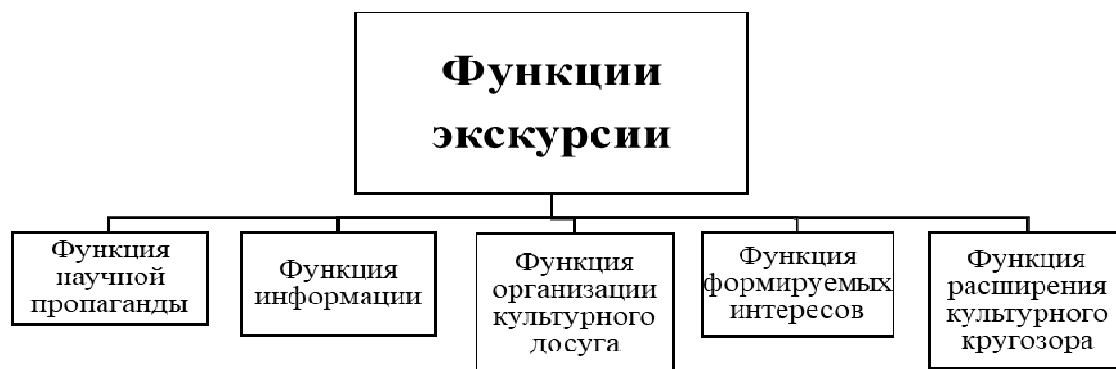 Функции
экскурсии
Функция
научной
пропаганды
Функция
информации
Функция
организации
культурного
досуга
Функция
формируемых
интересов
Функция
расширения
культурного
кругозора